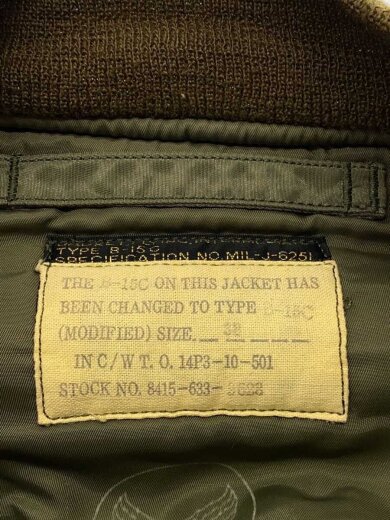 TYPE B-15C
SPECIFICATION NO. MIL-J-6251
THE B-15C ON THIS JACKET HAS
BEEN CHANGED TO TYPE B-15C
(MODIFIED) SIZE. 38
IN C/W T. O. 14P3-10-501
STOCK NO. 8415-633-